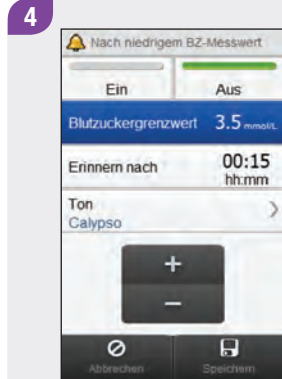 4
Nach niedrigem BZ-Messwert
Ein Aus
Blutzuckergrenzwert 3.5 mmol/L
Erinnern nach 00:15
hh:mm
Ton
Calypso
+
−
Abbrechen Speichern